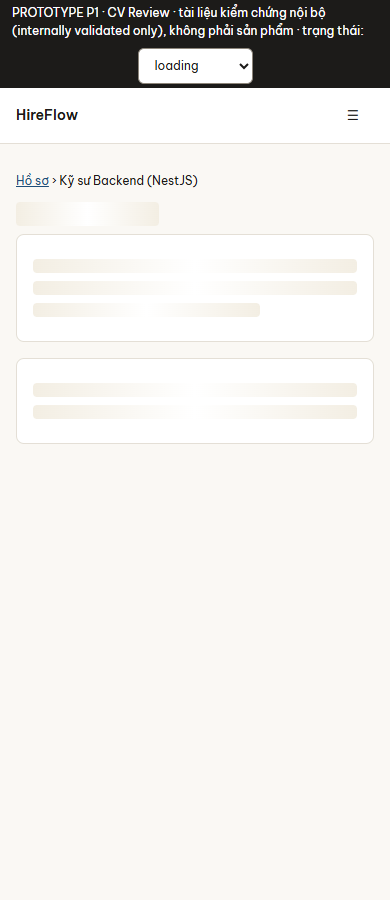 PROTOTYPE P1 · CV Review · tài liệu kiểm chứng nội bộ
(internally validated only), không phải sản phẩm · trạng thái:
loading
HireFlow
☰
Hồ sơ › Kỹ sư Backend (NestJS)